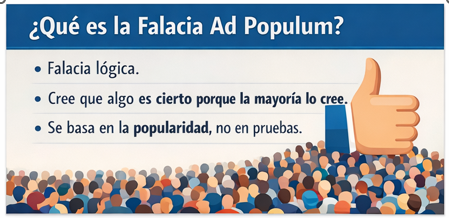 ¿Qué es la Falacia Ad Populum?
• Falacia lógica.
• Cree que algo es cierto porque la mayoría lo cree.
• Se basa en la popularidad, no en pruebas.